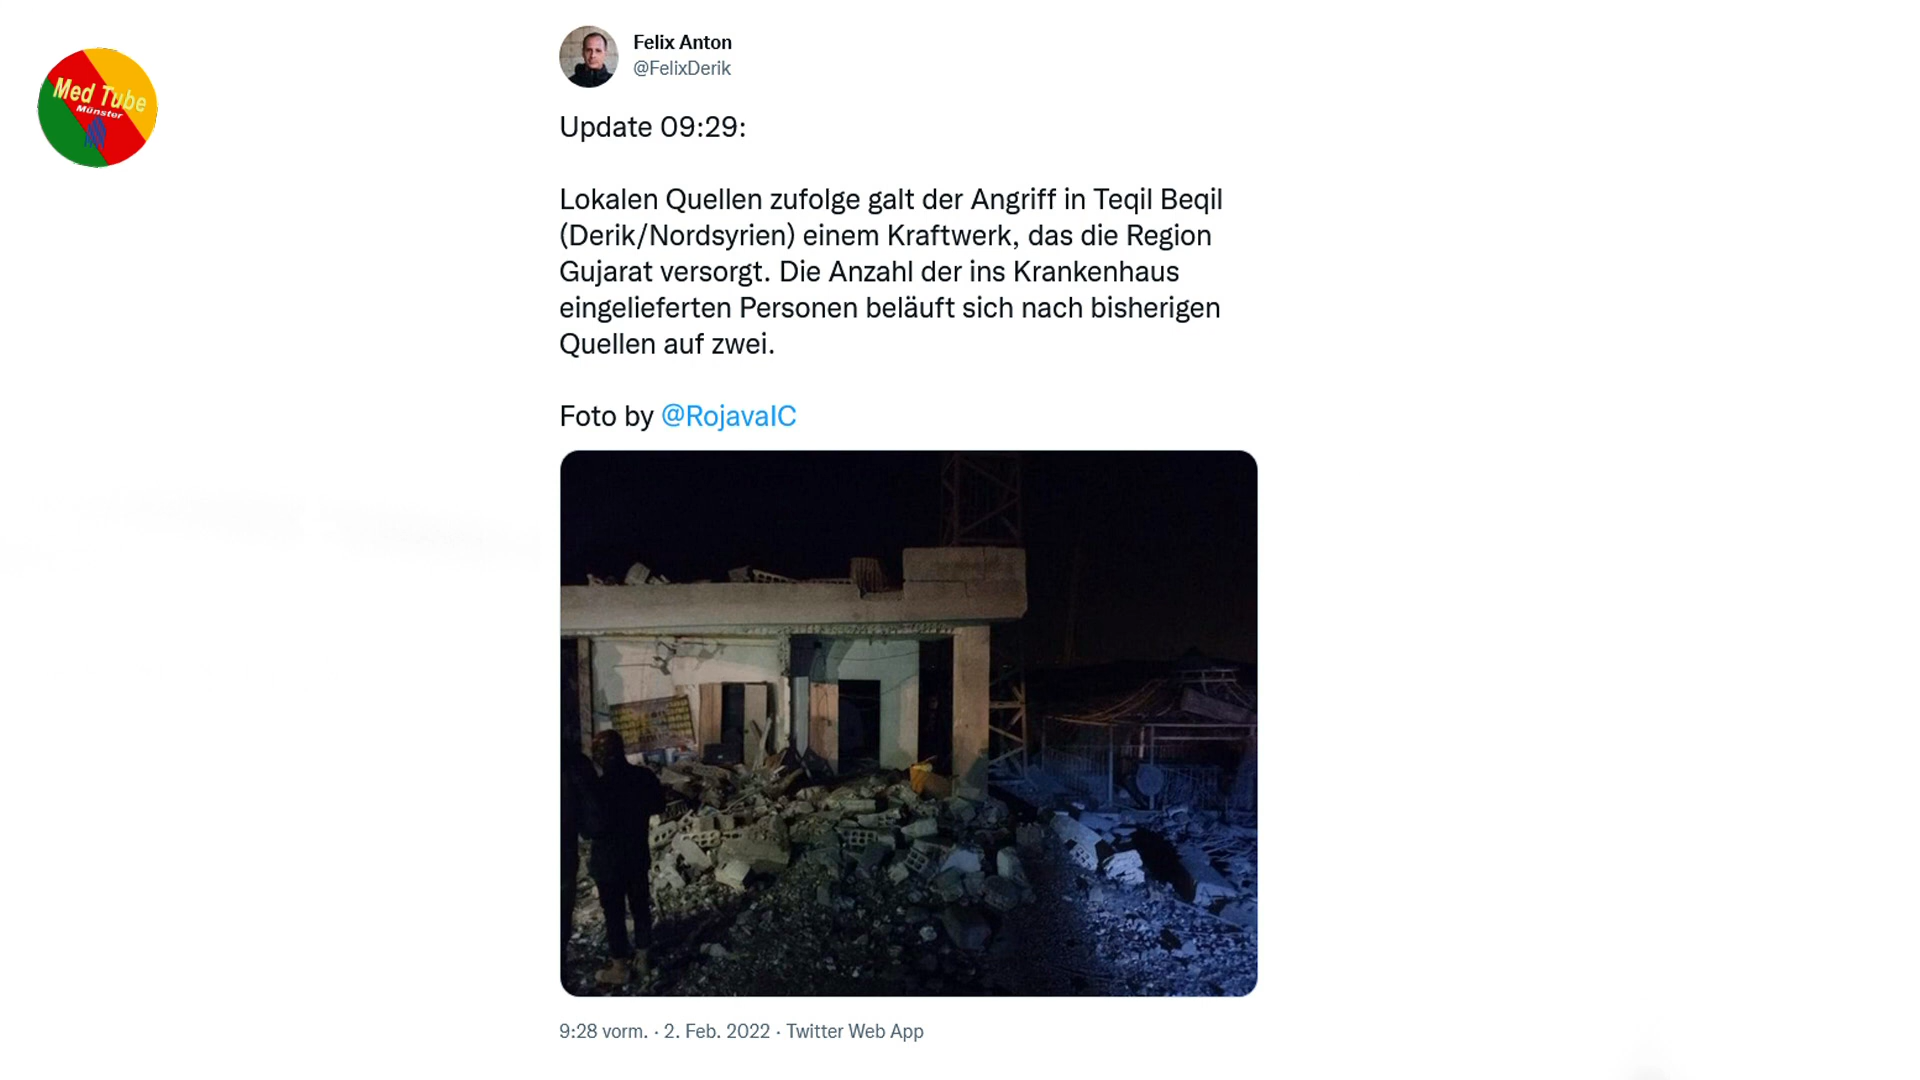 Med Tube
Münster
Felix Anton
@FelixDerik
Update 09:29:
Lokalen Quellen zufolge galt der Angriff in Teqil Beqil
(Derik/Nordsyrien) einem Kraftwerk, das die Region
Gujarat versorgt. Die Anzahl der ins Krankenhaus
eingelieferten Personen beläuft sich nach bisherigen
Quellen auf zwei.
Foto by @RojavaIC
9:28 vorm. · 2. Feb. 2022 · Twitter Web App